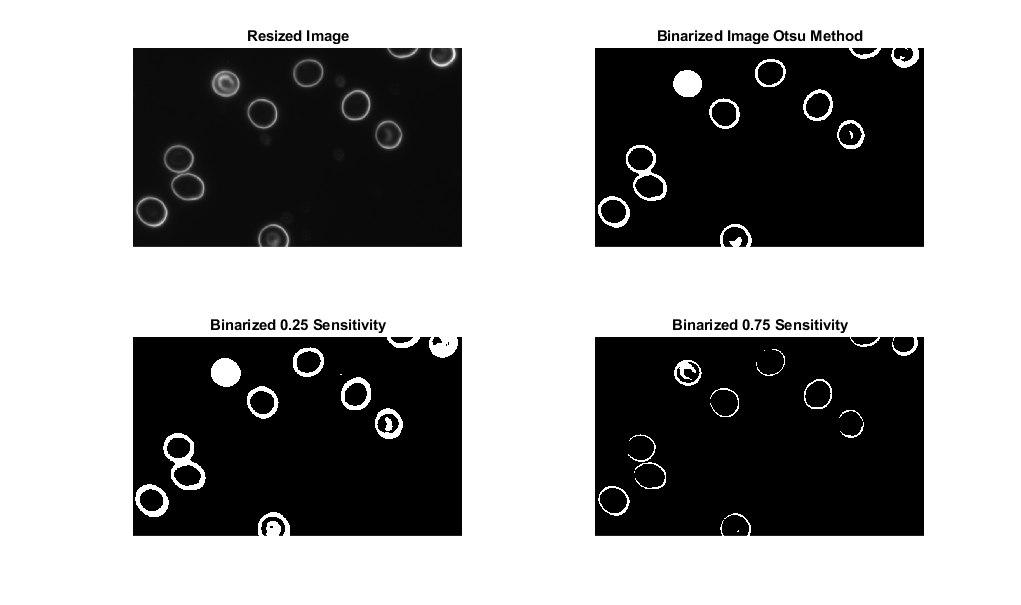 Resized Image
Binarized Image Otsu Method
Binarized 0.25 Sensitivity
Binarized 0.75 Sensitivity